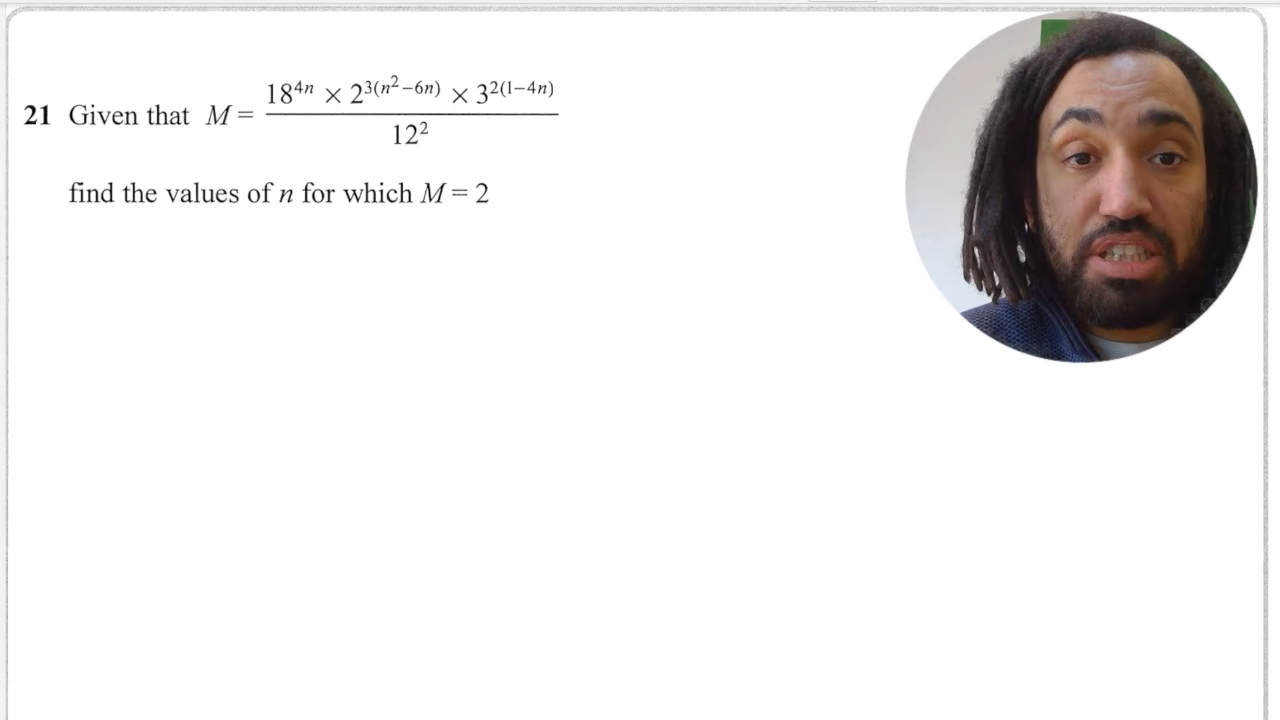 21 Given that M = \frac{18^{4n} × 2^{3(n^2−6n)} × 3^{2(1−4n)}}{12^2}
find the values of n for which M = 2